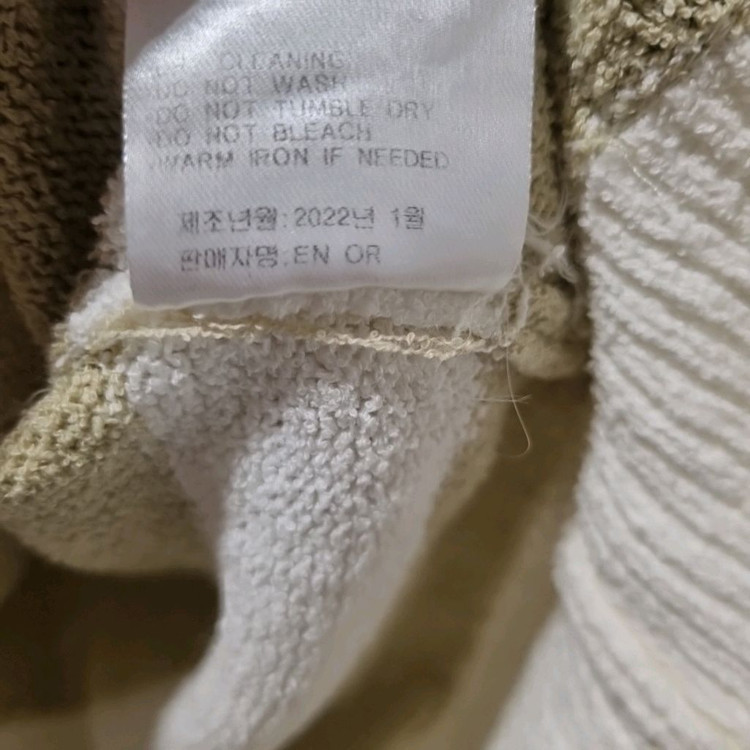 CLEANING
DO NOT WASH
DO NOT TUMBLE DRY
DO NOT BLEACH
WARM IRON IF NEEDED
제조년월:2022년 1월
판매자명:EN OR